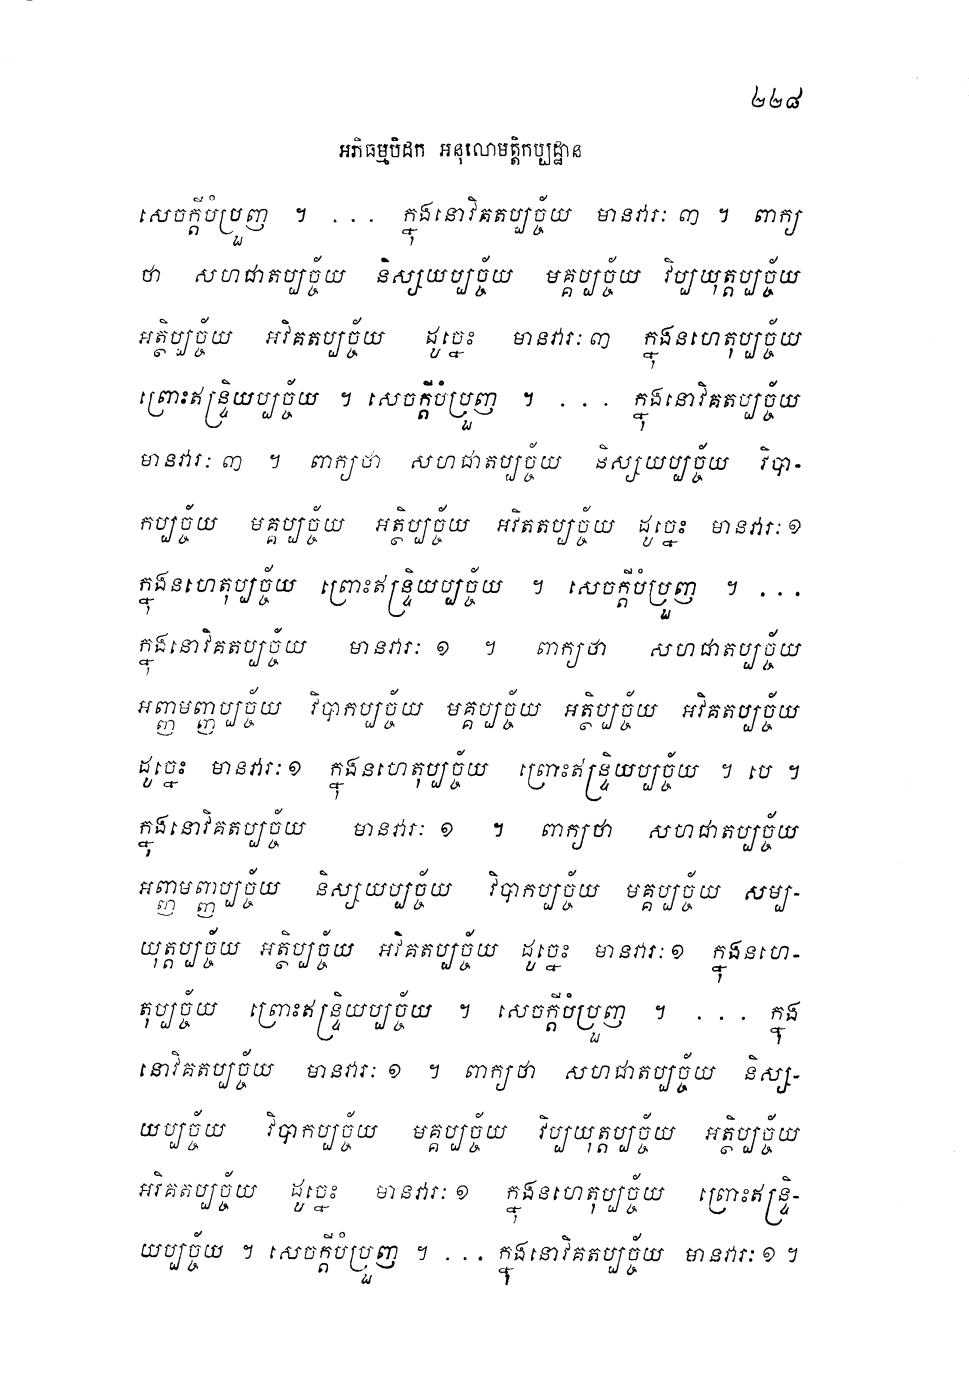 ២២៨
អភិធម្មបិដក អនុលោមត្តិកប្បដ្ឋាន
សេចក្តីបំប្រួញ ។ . . . ក្នុងនោវិគតប្បច្ច័យ មានវារៈ ៣ ។ ពាក្យ
ថា សហជាតប្បច្ច័យ និស្សយប្បច្ច័យ មគ្គប្បច្ច័យ វិប្បយុត្តប្បច្ច័យ
អត្ថិប្បច្ច័យ អវិគតប្បច្ច័យ ដូច្នេះ មានវារៈ ៣ ក្នុងនហេតុប្បច្ច័យ
ព្រោះឥន្ទ្រិយប្បច្ច័យ ។ សេចក្តីបំប្រួញ ។ . . . ក្នុងនោវិគតប្បច្ច័យ
មានវារៈ ៣ ។ ពាក្យថា សហជាតប្បច្ច័យ និស្សយប្បច្ច័យ វិបា-
កប្បច្ច័យ មគ្គប្បច្ច័យ អត្ថិប្បច្ច័យ អវិគតប្បច្ច័យ ដូច្នេះ មានវារៈ ១
ក្នុងនហេតុប្បច្ច័យ ព្រោះឥន្ទ្រិយប្បច្ច័យ ។ សេចក្តីបំប្រួញ ។ . . .
ក្នុងនោវិគតប្បច្ច័យ មានវារៈ ១ ។ ពាក្យថា សហជាតប្បច្ច័យ
អញ្ញមញ្ញប្បច្ច័យ វិបាកប្បច្ច័យ មគ្គប្បច្ច័យ អត្ថិប្បច្ច័យ អវិគតប្បច្ច័យ
ដូច្នេះ មានវារៈ ១ ក្នុងនហេតុប្បច្ច័យ ព្រោះឥន្ទ្រិយប្បច្ច័យ ។ បេ ។
ក្នុងនោវិគតប្បច្ច័យ មានវារៈ ១ ។ ពាក្យថា សហជាតប្បច្ច័យ
អញ្ញមញ្ញប្បច្ច័យ និស្សយប្បច្ច័យ វិបាកប្បច្ច័យ មគ្គប្បច្ច័យ សម្ប-
យុត្តប្បច្ច័យ អត្ថិប្បច្ច័យ អវិគតប្បច្ច័យ ដូច្នេះ មានវារៈ ១ ក្នុងនហេ-
តុប្បច្ច័យ ព្រោះឥន្ទ្រិយប្បច្ច័យ ។ សេចក្តីបំប្រួញ ។ . . . ក្នុង
នោវិគតប្បច្ច័យ មានវារៈ ១ ។ ពាក្យថា សហជាតប្បច្ច័យ និស្ស-
យប្បច្ច័យ វិបាកប្បច្ច័យ មគ្គប្បច្ច័យ វិប្បយុត្តប្បច្ច័យ អត្ថិប្បច្ច័យ
អវិគតប្បច្ច័យ ដូច្នេះ មានវារៈ ១ ក្នុងនហេតុប្បច្ច័យ ព្រោះឥន្ទ្រិ-
យប្បច្ច័យ ។ សេចក្តីបំប្រួញ ។ . . . ក្នុងនោវិគតប្បច្ច័យ មានវារៈ ១ ។